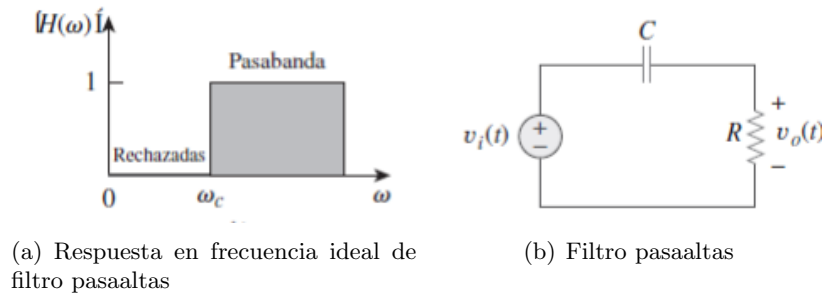 |H(ω)|
Pasabanda
1
Rechazadas
0
ω_C
ω
C
v_i(t)
+
−
R
+
v_o(t)
−
(a) Respuesta en frecuencia ideal de
filtro pasaaltas
(b) Filtro pasaaltas